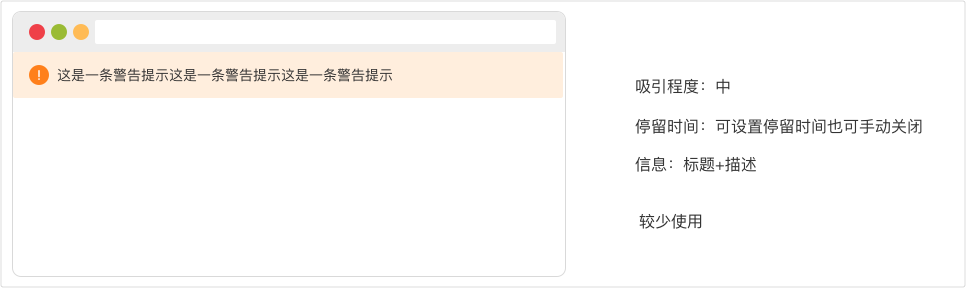 这是一条警告提示这是一条警告提示这是一条警告提示
吸引程度：中
停留时间：可设置停留时间也可手动关闭
信息：标题+描述
较少使用